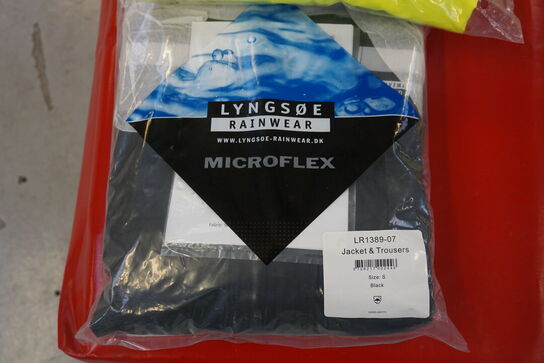 LYNGSØE
RAINWEAR
WWW.LYNGSOE-RAINWEAR.DK
MICROFLEX
LR1389-07
Jacket & Trousers
Size: S
Black